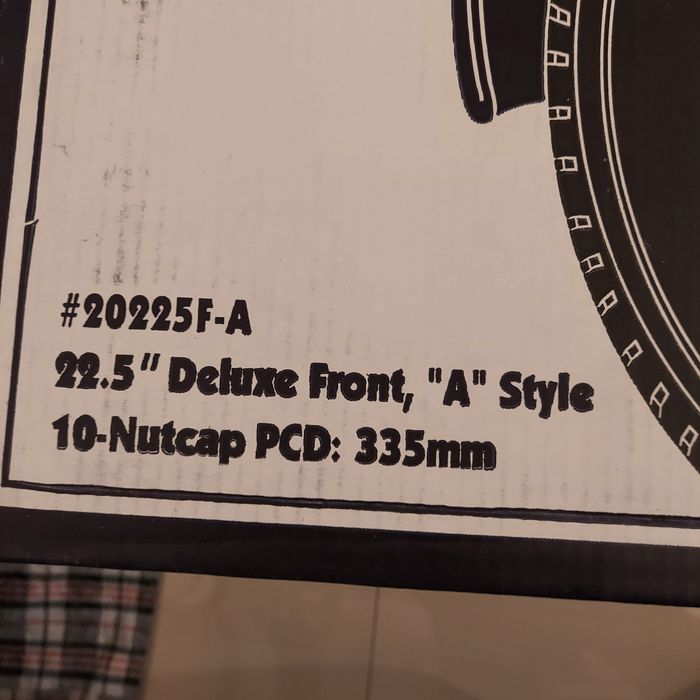 #20225F-A
22.5" Deluxe Front, "A" Style
10-Nutcap PCD: 335mm